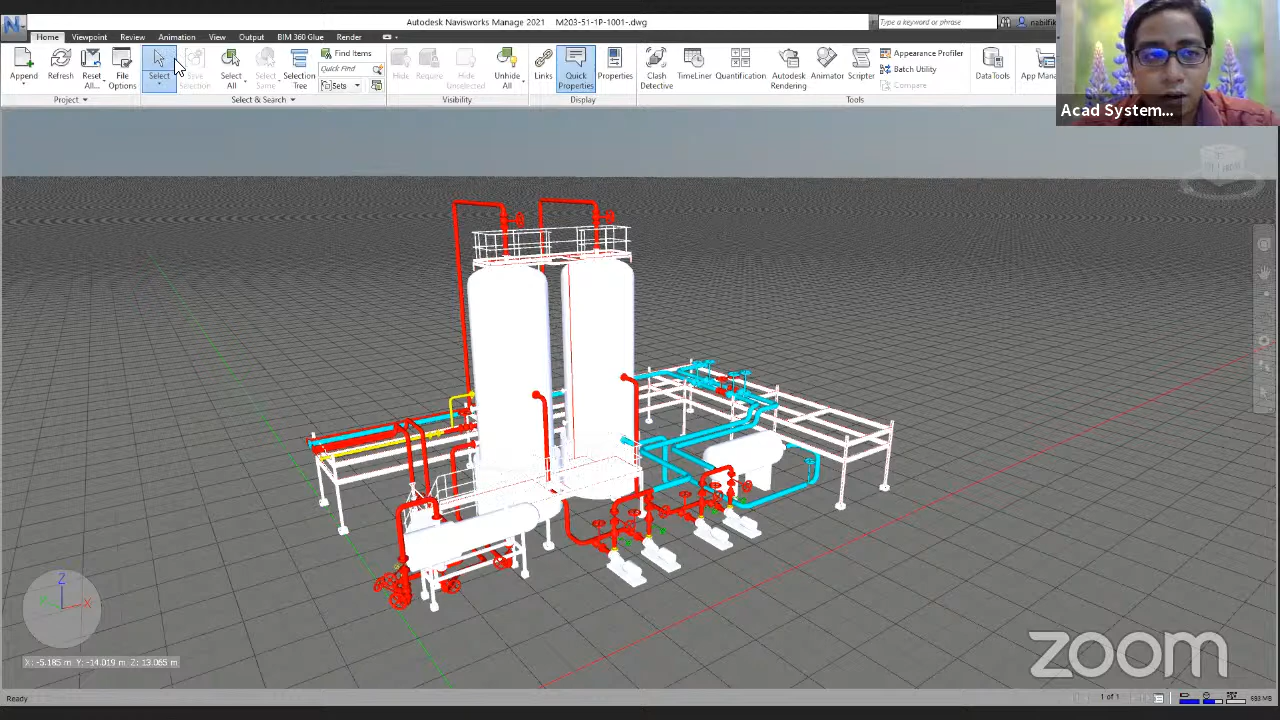 Autodesk Navisworks Manage 2021 M203-51-1P-1001-.dwg
Type a keyword or phrase
Home Viewpoint Review Animation View Output BIM 360 Glue Render
Append
Refresh
Reset
All...
File
Options
Select
Save
Selection
Select
All
Select
Same
Selection
Tree
Find Items
Quick Find
Sets
Hide
Require
Hide
Unselected
Unhide
All
Links
Quick
Properties
Properties
Clash
Detective
TimeLiner
Quantification
Autodesk
Rendering
Animator
Scripter
Appearance Profiler
Batch Utility
Compare
DataTools
App Mana
Project
Select & Search
Visibility
Display
Tools
Acad System...
Z
X
X: -5.185 m Y: -14.019 m Z: 13.065 m
zoom
Ready
1 of 1